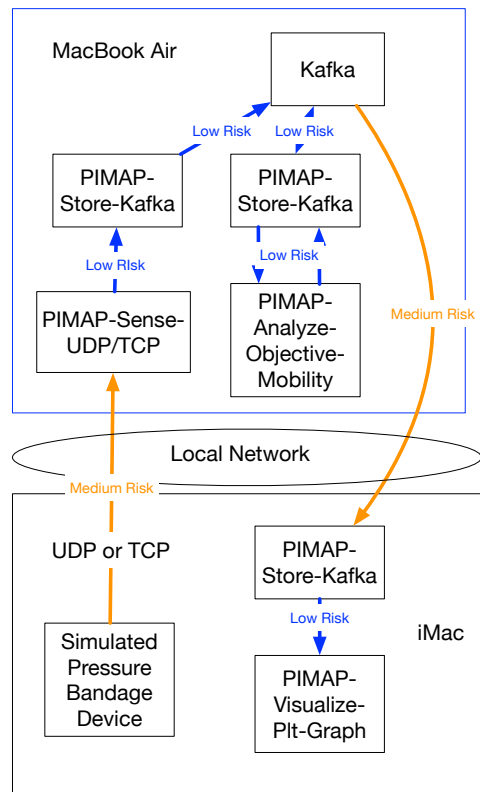 MacBook Air
Kafka
Low Risk
Low Risk
PIMAP-
Store-Kafka
PIMAP-
Store-Kafka
Low RIsk
PIMAP-Sense-
UDP/TCP
PIMAP-
Analyze-
Objective-
Mobility
Medium Risk
Local Network
Medium Risk
UDP or TCP
PIMAP-
Store-Kafka
Low Risk
iMac
Simulated
Pressure
Bandage
Device
PIMAP-
Visualize-
Plt-Graph